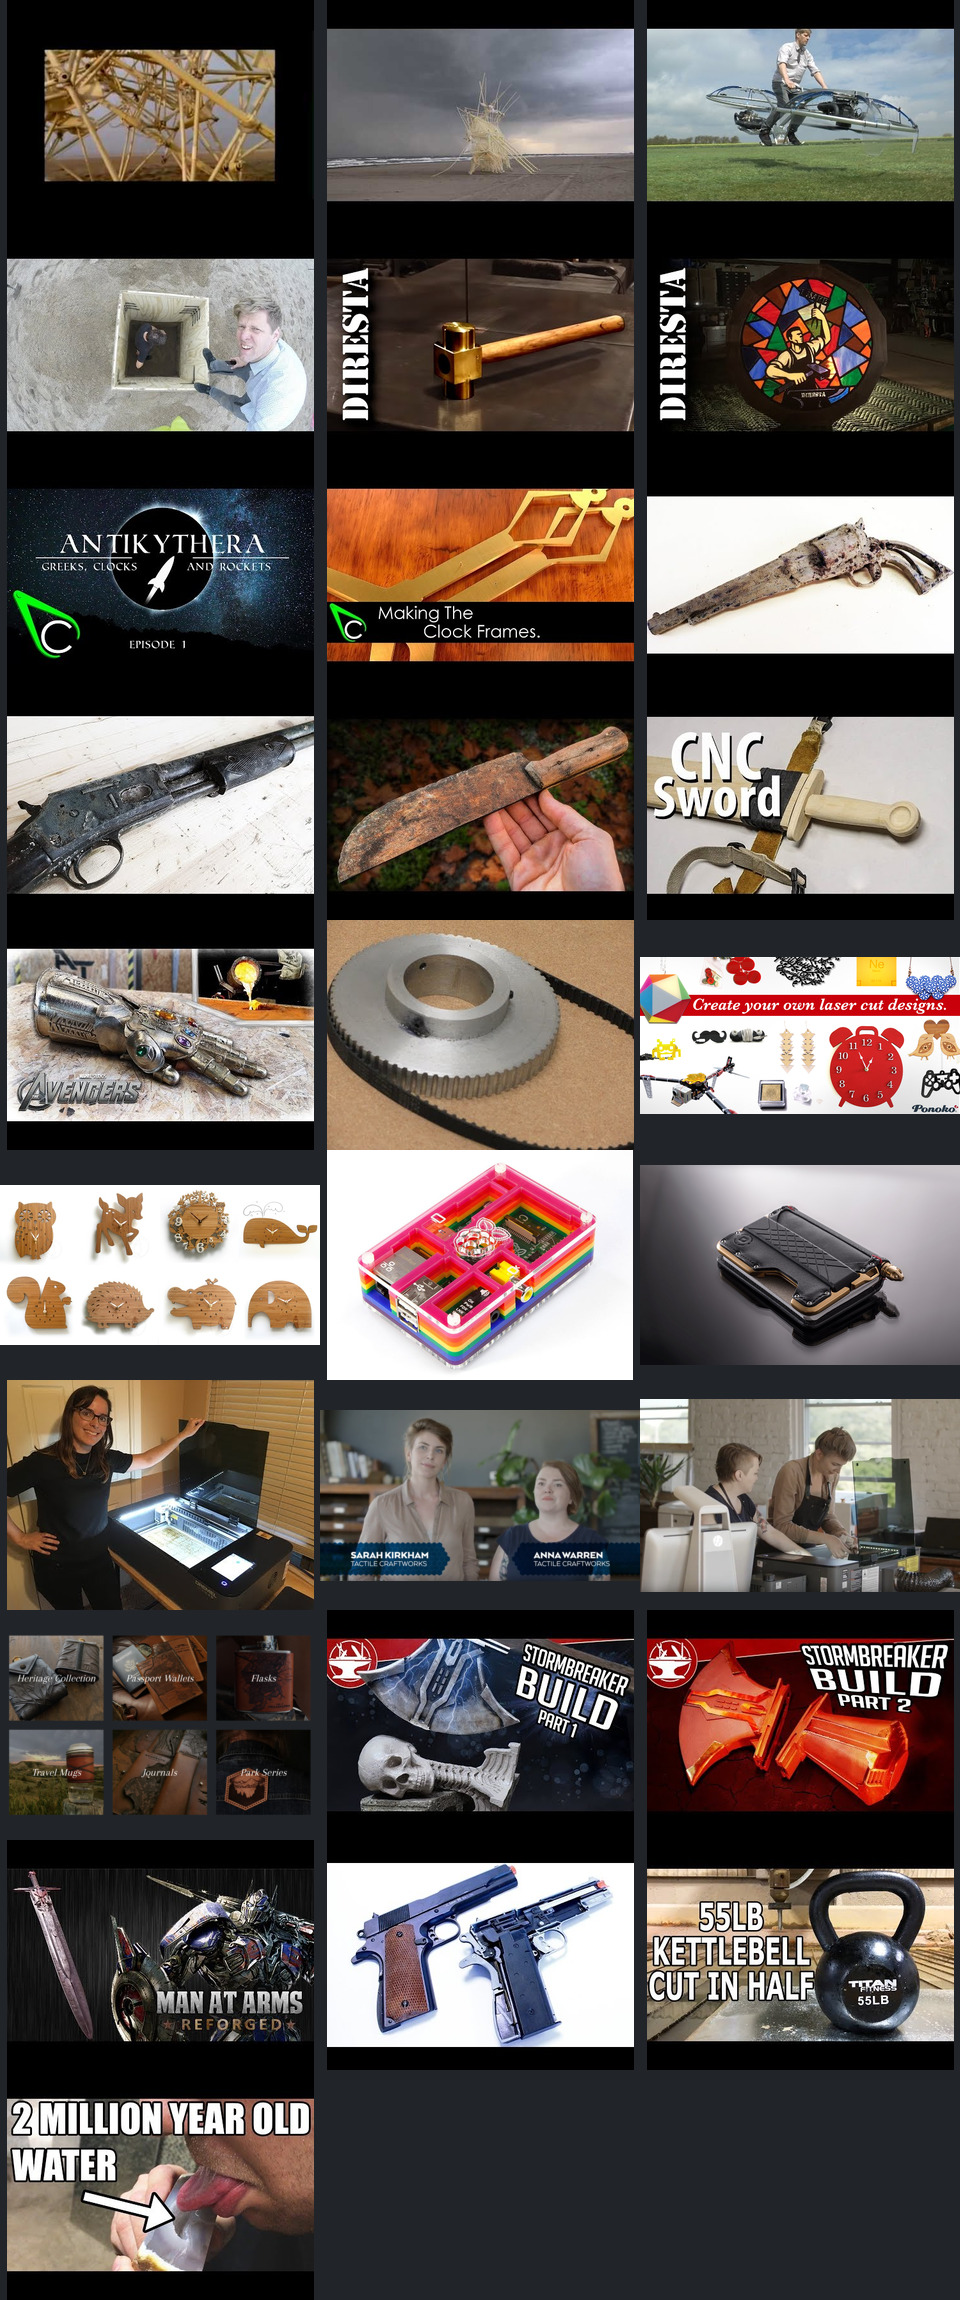 DIRESTA
DIRESTA
DIRESTA
ANTIKYTHERA
GREEKS, CLOCKS AND ROCKETS
C
EPISODE 1
C
Making The
Clock Frames.
CNC
Sword
AVENGERS
Ne
Create your own laser cut designs.
Ponoko
SARAH KIRKHAM
TACTILE CRAFTWORKS
ANNA WARREN
TACTILE CRAFTWORKS
Heritage Collection
Passport Wallets
Flasks
Travel Mugs
Journals
Park Series
STORMBREAKER
BUILD
PART 1
STORMBREAKER
BUILD
PART 2
MAN AT ARMS
REFORGED
55LB
KETTLEBELL
CUT IN HALF
TITAN
FITNESS
55LB
2 MILLION YEAR OLD
WATER